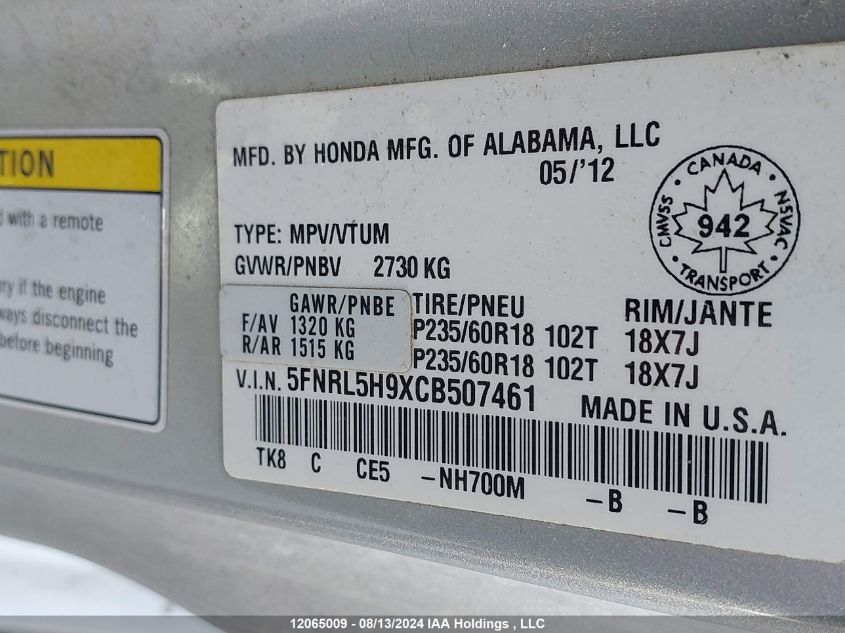 TION
d with a remote
ry if the engine
ways disconnect the
before beginning
MFD. BY HONDA MFG. OF ALABAMA, LLC
05/'12
TYPE: MPV/VTUM
GVWR/PNBV 2730 KG
GAWR/PNBE TIRE/PNEU RIM/JANTE
F/AV 1320 KG P235/60R18 102T 18X7J
R/AR 1515 KG P235/60R18 102T 18X7J
V.I.N. 5FNRL5H9XCB507461 MADE IN U.S.A.
TK8 C CE5 -NH700M -B -B
CMVSS • CANADA • NSVAC • TRANSPORT •
942
12065009 - 08/13/2024 IAA Holdings , LLC